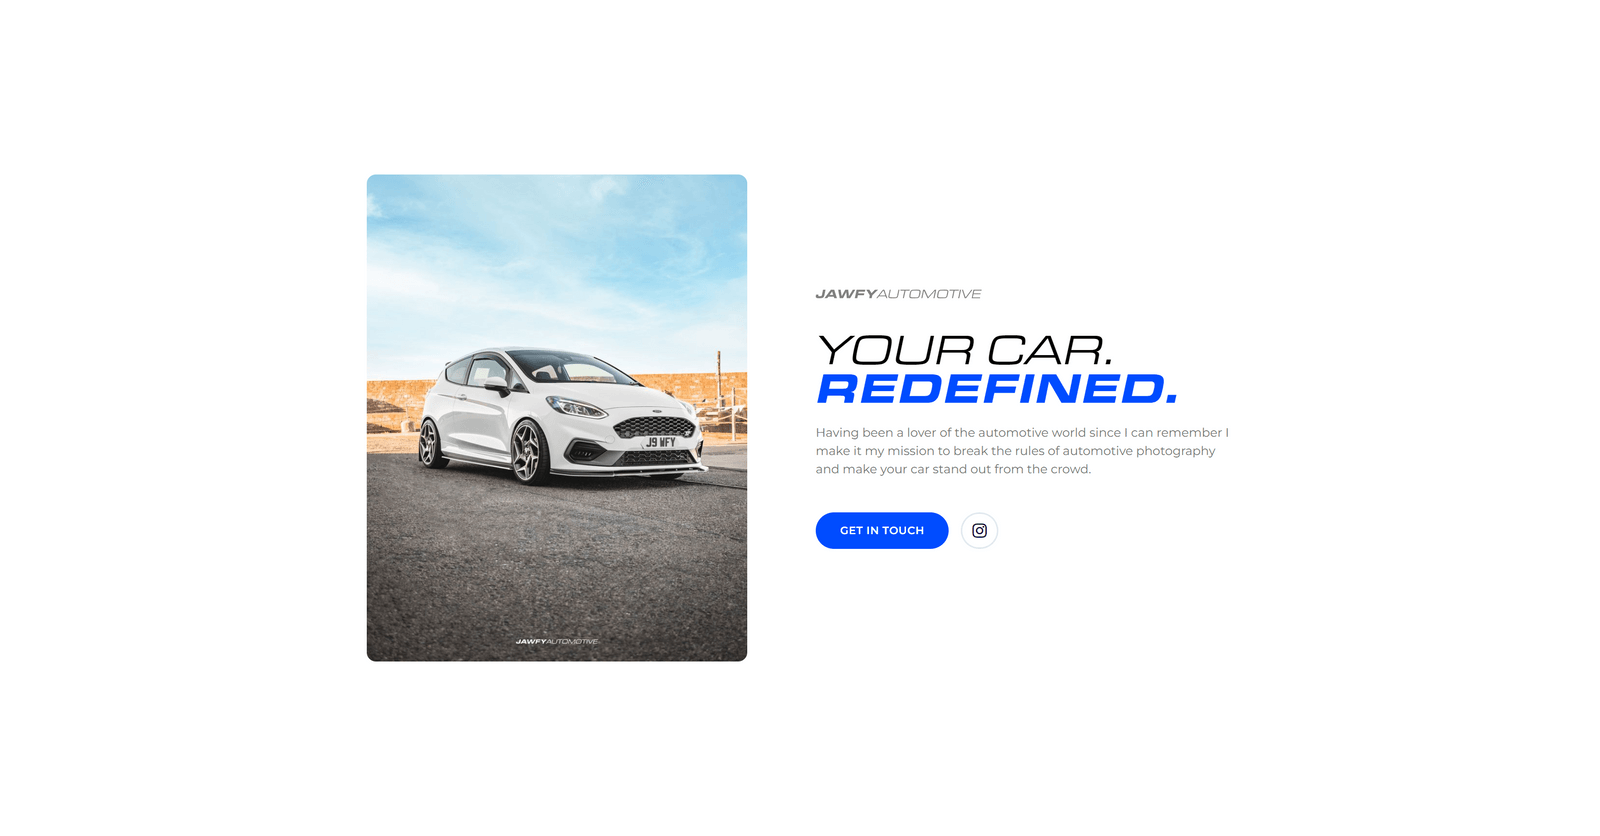 JAWFYAUTOMOTIVE
YOUR CAR.
REDEFINED.
Having been a lover of the automotive world since I can remember I
make it my mission to break the rules of automotive photography
and make your car stand out from the crowd.
GET IN TOUCH
J9 WFY
JAWFYAUTOMOTIVE